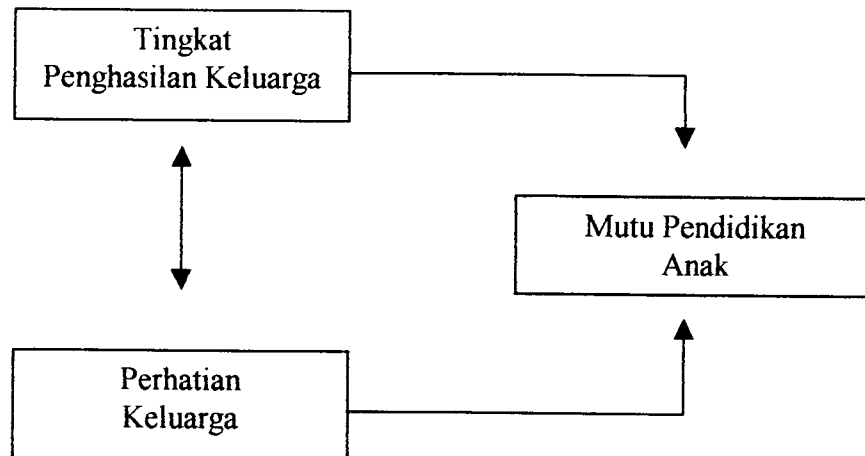 Tingkat
Penghasilan Keluarga
Mutu Pendidikan
Anak
Perhatian
Keluarga